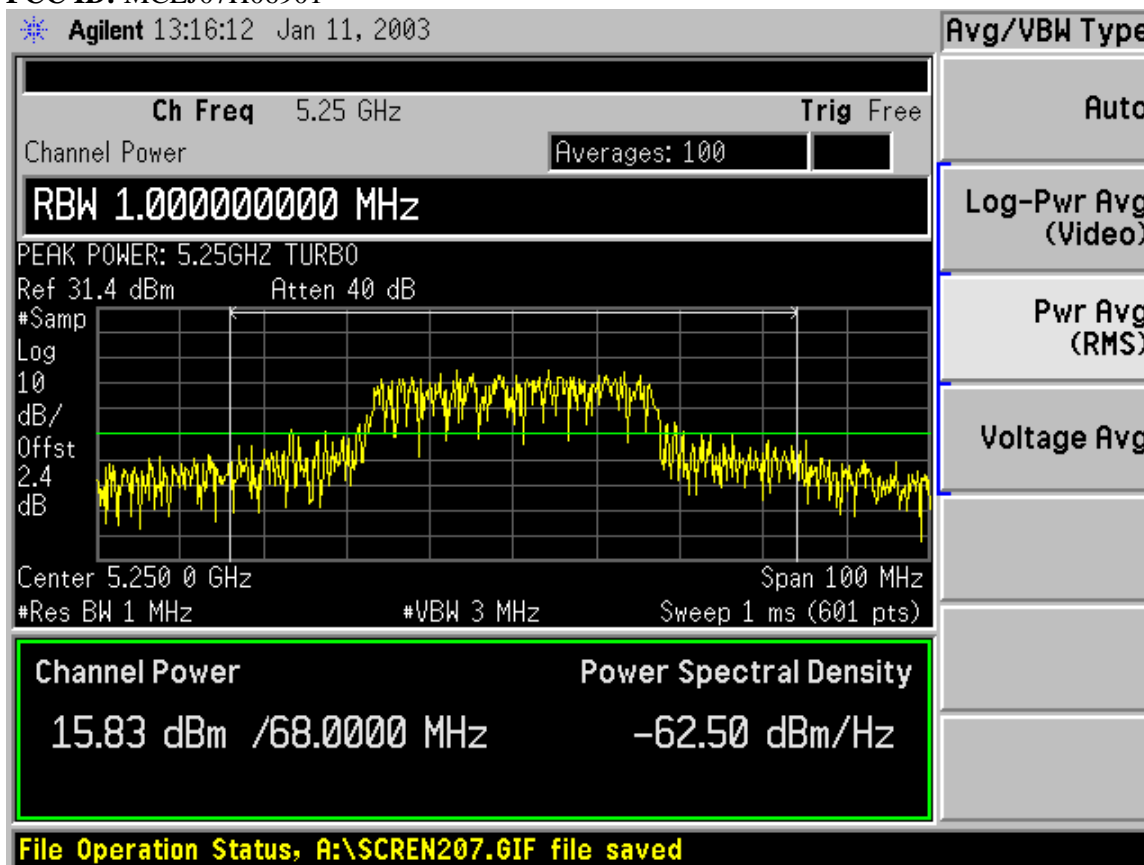 Agilent 13:16:12 Jan 11, 2003
Avg/VBW Type
Ch Freq 5.25 GHz Trig Free
Channel Power Averages: 100
RBW 1.000000000 MHz
PEAK POWER: 5.25GHZ TURBO
Ref 31.4 dBm Atten 40 dB
#Samp
Log
10
dB/
Offst
2.4
dB
Center 5.250 0 GHz Span 100 MHz
#Res BW 1 MHz #VBW 3 MHz Sweep 1 ms (601 pts)
Channel Power Power Spectral Density
15.83 dBm /68.0000 MHz -62.50 dBm/Hz
File Operation Status, A:\SCREN207.GIF file saved
Auto
Log-Pwr Avg
(Video)
Pwr Avg
(RMS)
Voltage Avg